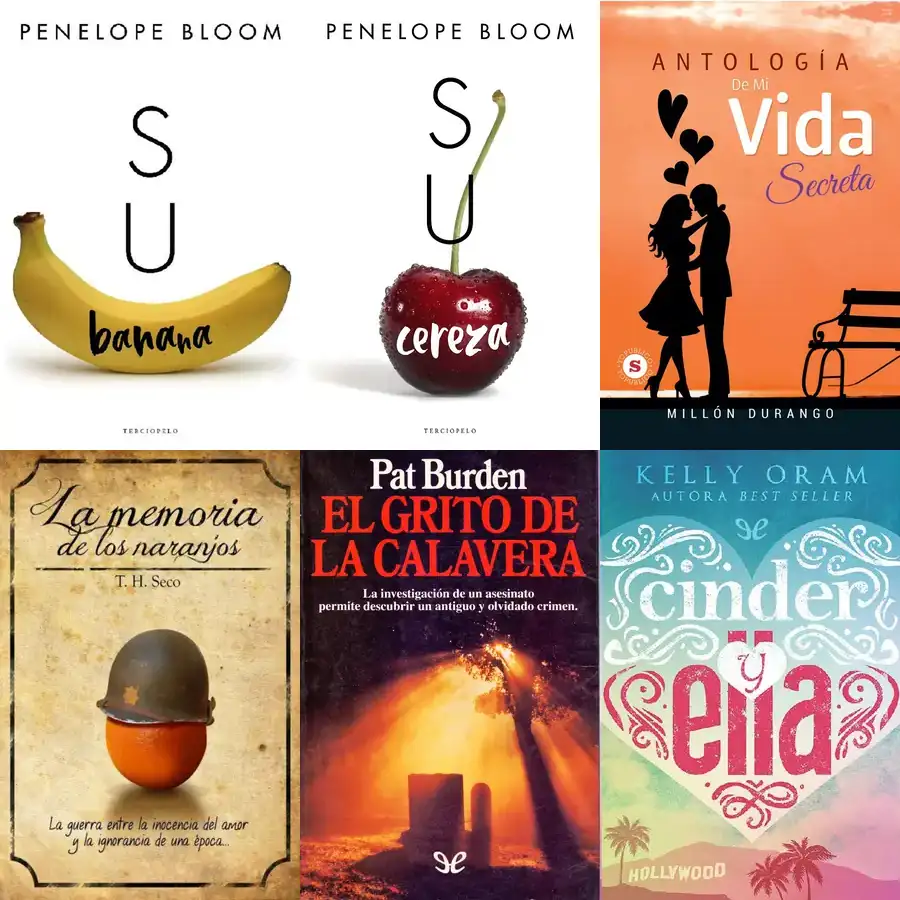 PENELOPE BLOOM
S
U
banana
TERCIOPELO
PENELOPE BLOOM
S
U
cereza
TERCIOPELO
ANTOLOGÍA
De Mi
Vida
Secreta
S
MILLÓN DURANGO
La memoria
de los naranjos
T. H. Seco
La guerra entre la inocencia del amor
y la ignorancia de una época...
Pat Burden
EL GRITO DE
LA CALAVERA
La investigación de un asesinato
permite descubrir un antiguo y olvidado crimen.
KELLY ORAM
AUTORA BEST SELLER
cinder
y
ella
HOLLYWOOD